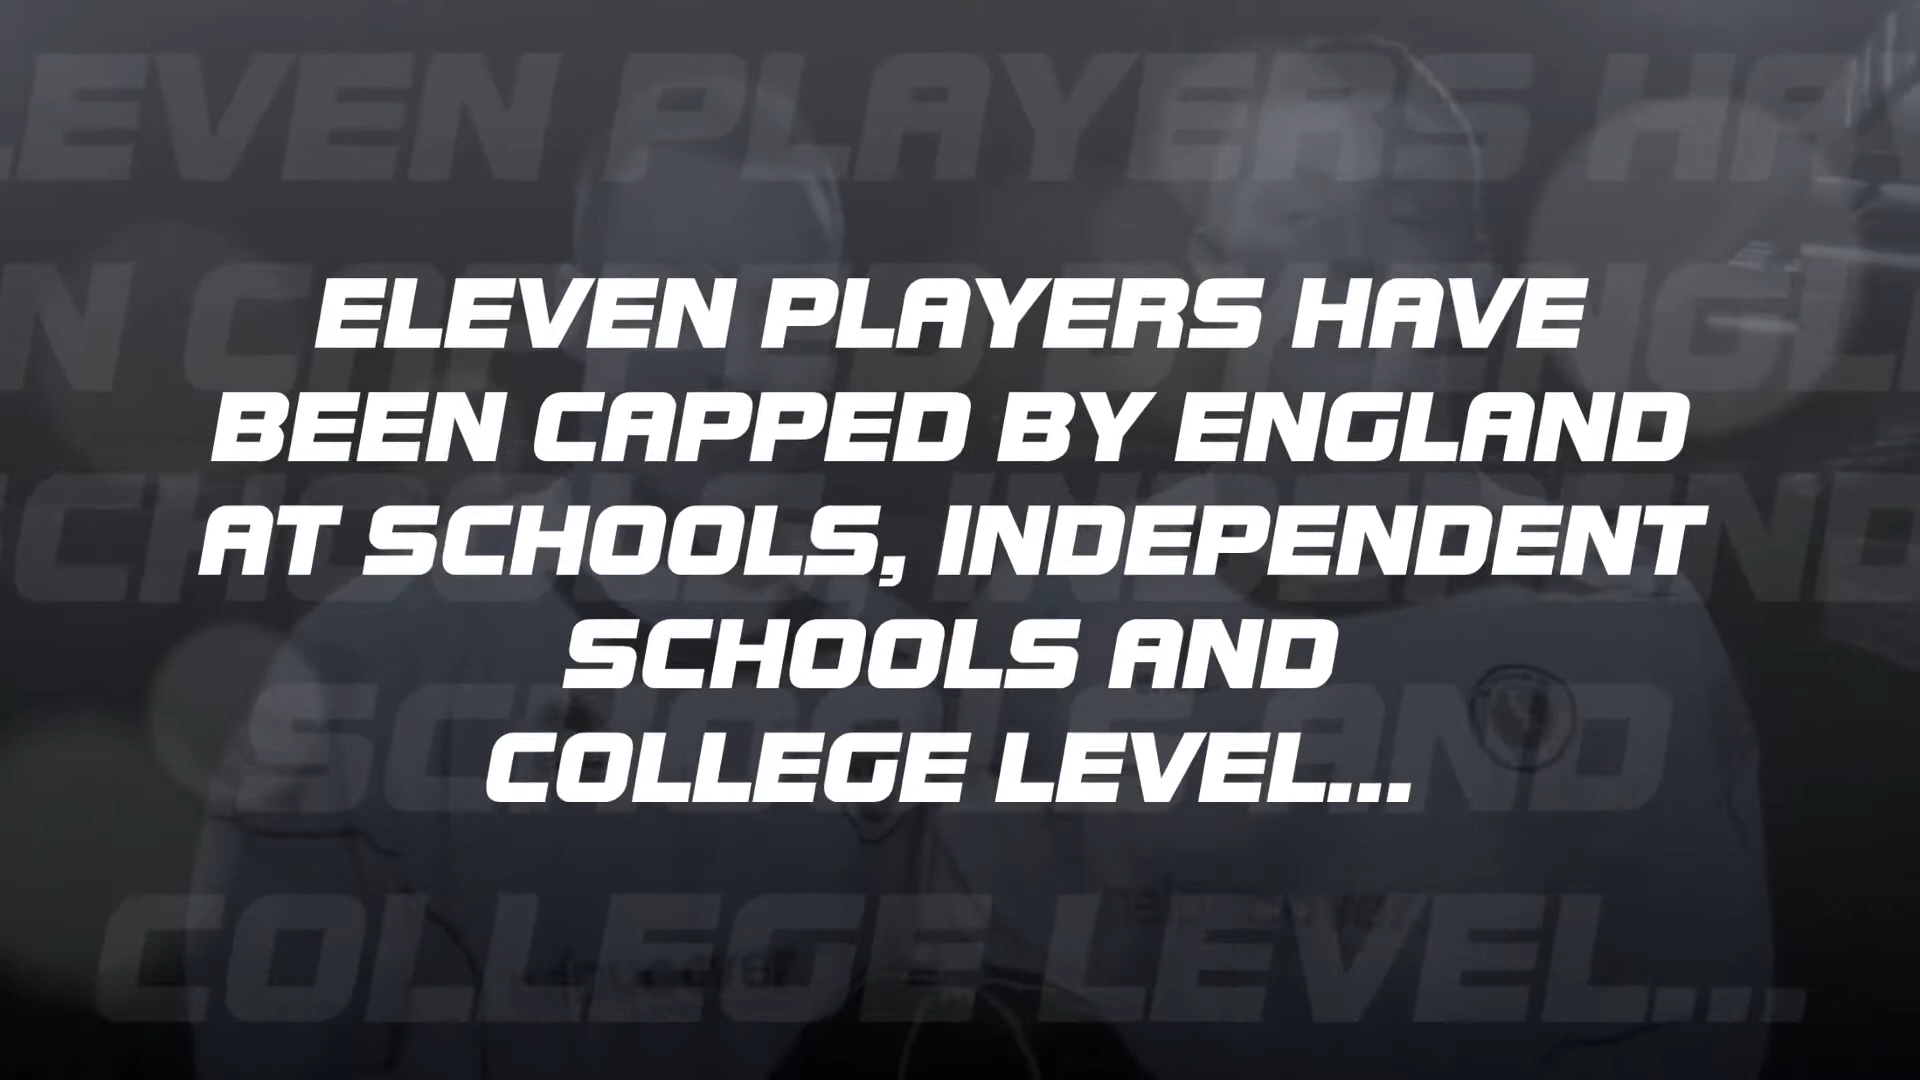 ELEVEN PLAYERS HAVE
BEEN CAPPED BY ENGLAND
AT SCHOOLS, INDEPENDENT
SCHOOLS AND
COLLEGE LEVEL...